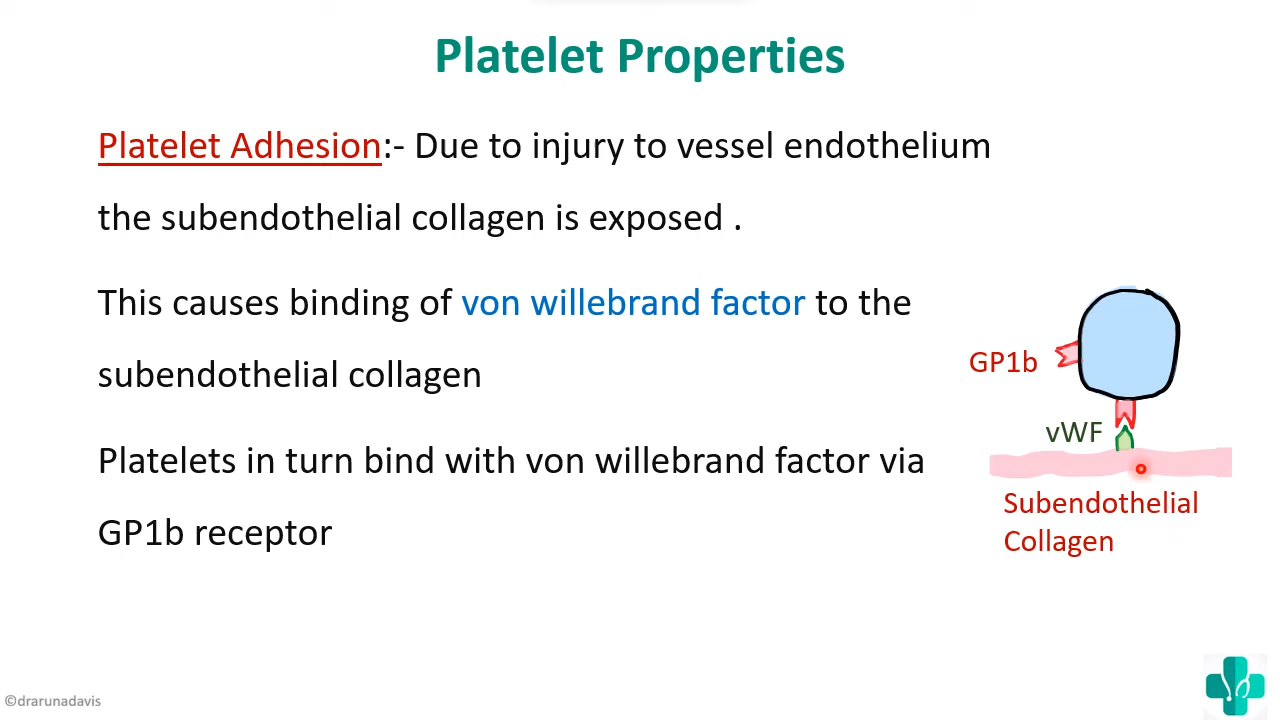 Platelet Properties
Platelet Adhesion:- Due to injury to vessel endothelium
the subendothelial collagen is exposed .
This causes binding of von willebrand factor to the
subendothelial collagen
Platelets in turn bind with von willebrand factor via
GP1b receptor
GP1b
vWF
Subendothelial
Collagen
©drarunadavis